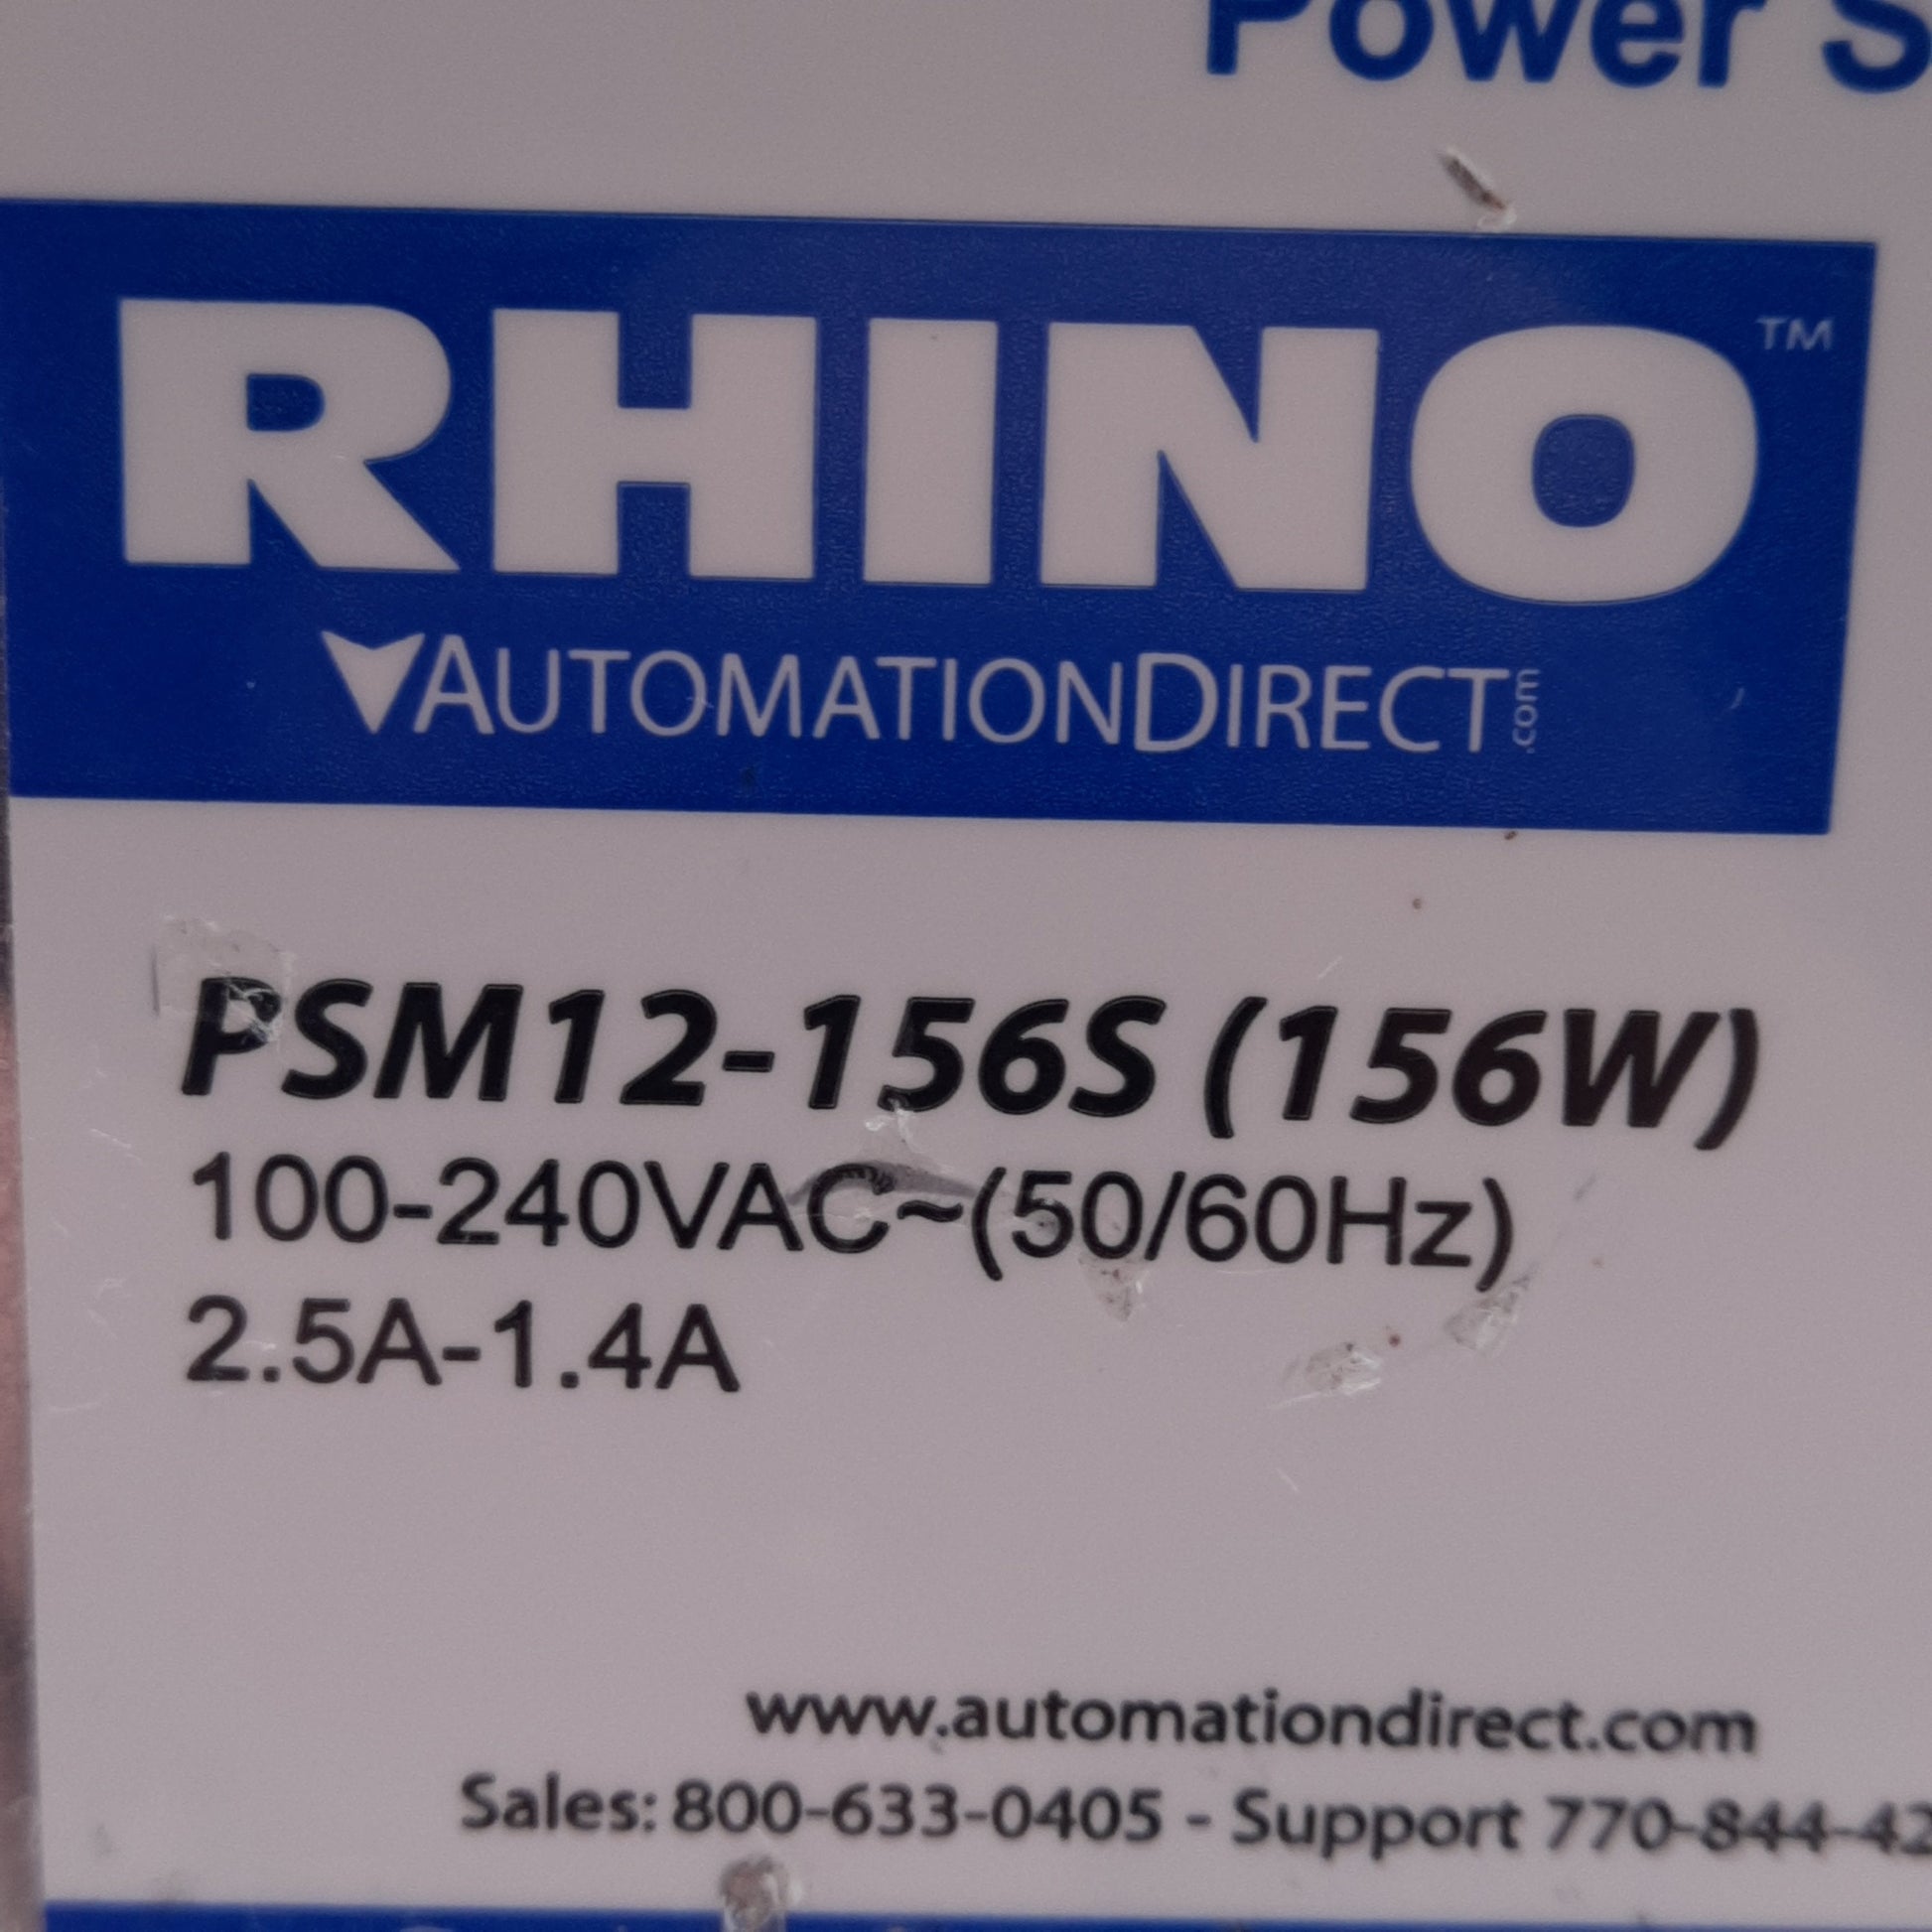 Power S
RHINO™
AUTOMATIONDIRECT.com
PSM12-156S (156W)
100-240VAC~(50/60Hz)
2.5A-1.4A
www.automationdirect.com
Sales: 800-633-0405 - Support 770-844-42